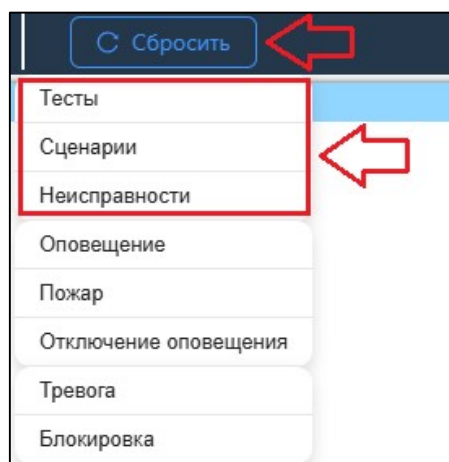 Сбросить
Тесты
Сценарии
Неисправности
Оповещение
Пожар
Отключение оповещения
Тревога
Блокировка